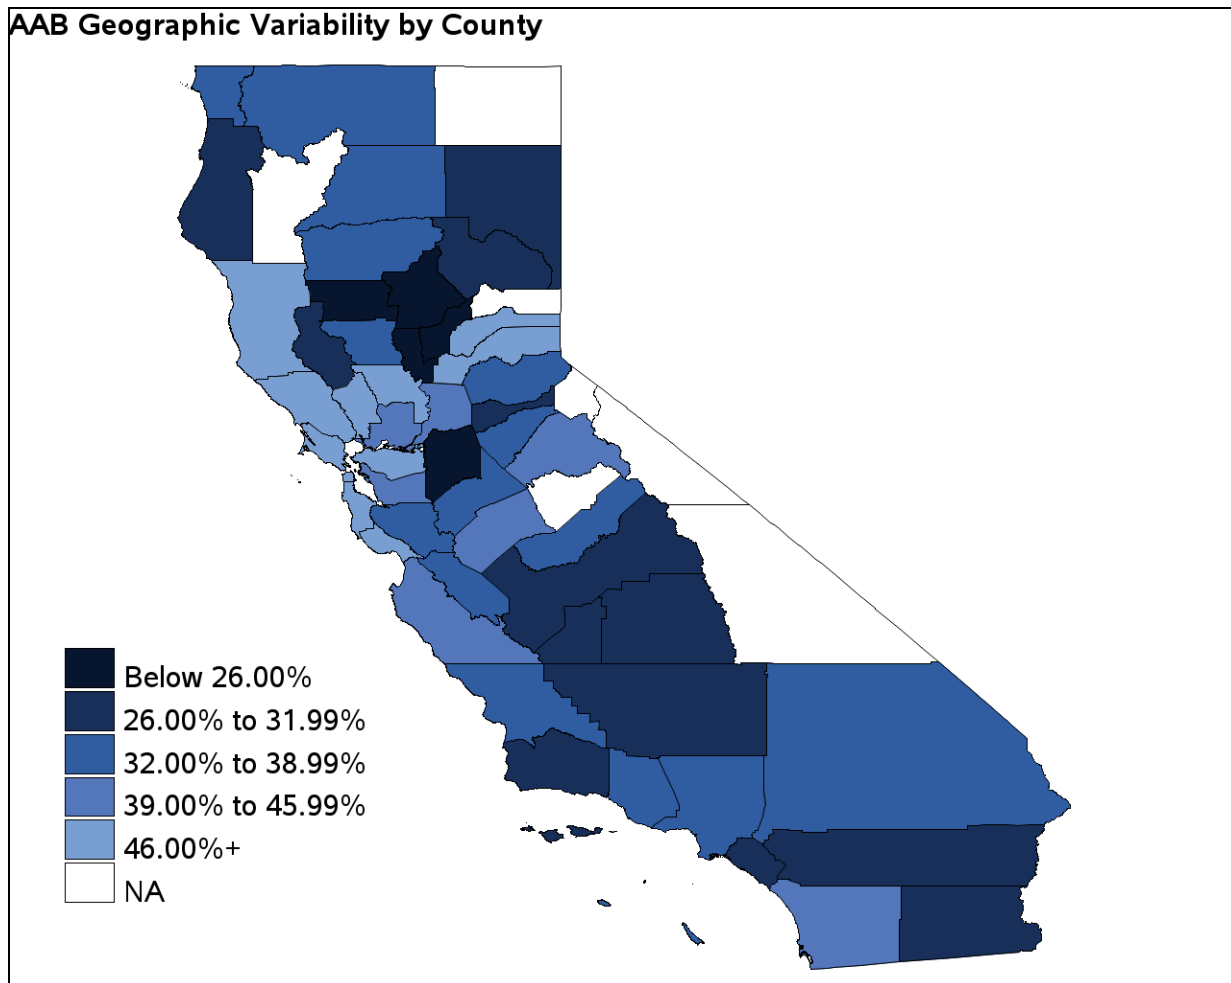 AAB Geographic Variability by County
Below 26.00%
26.00% to 31.99%
32.00% to 38.99%
39.00% to 45.99%
46.00%+
NA